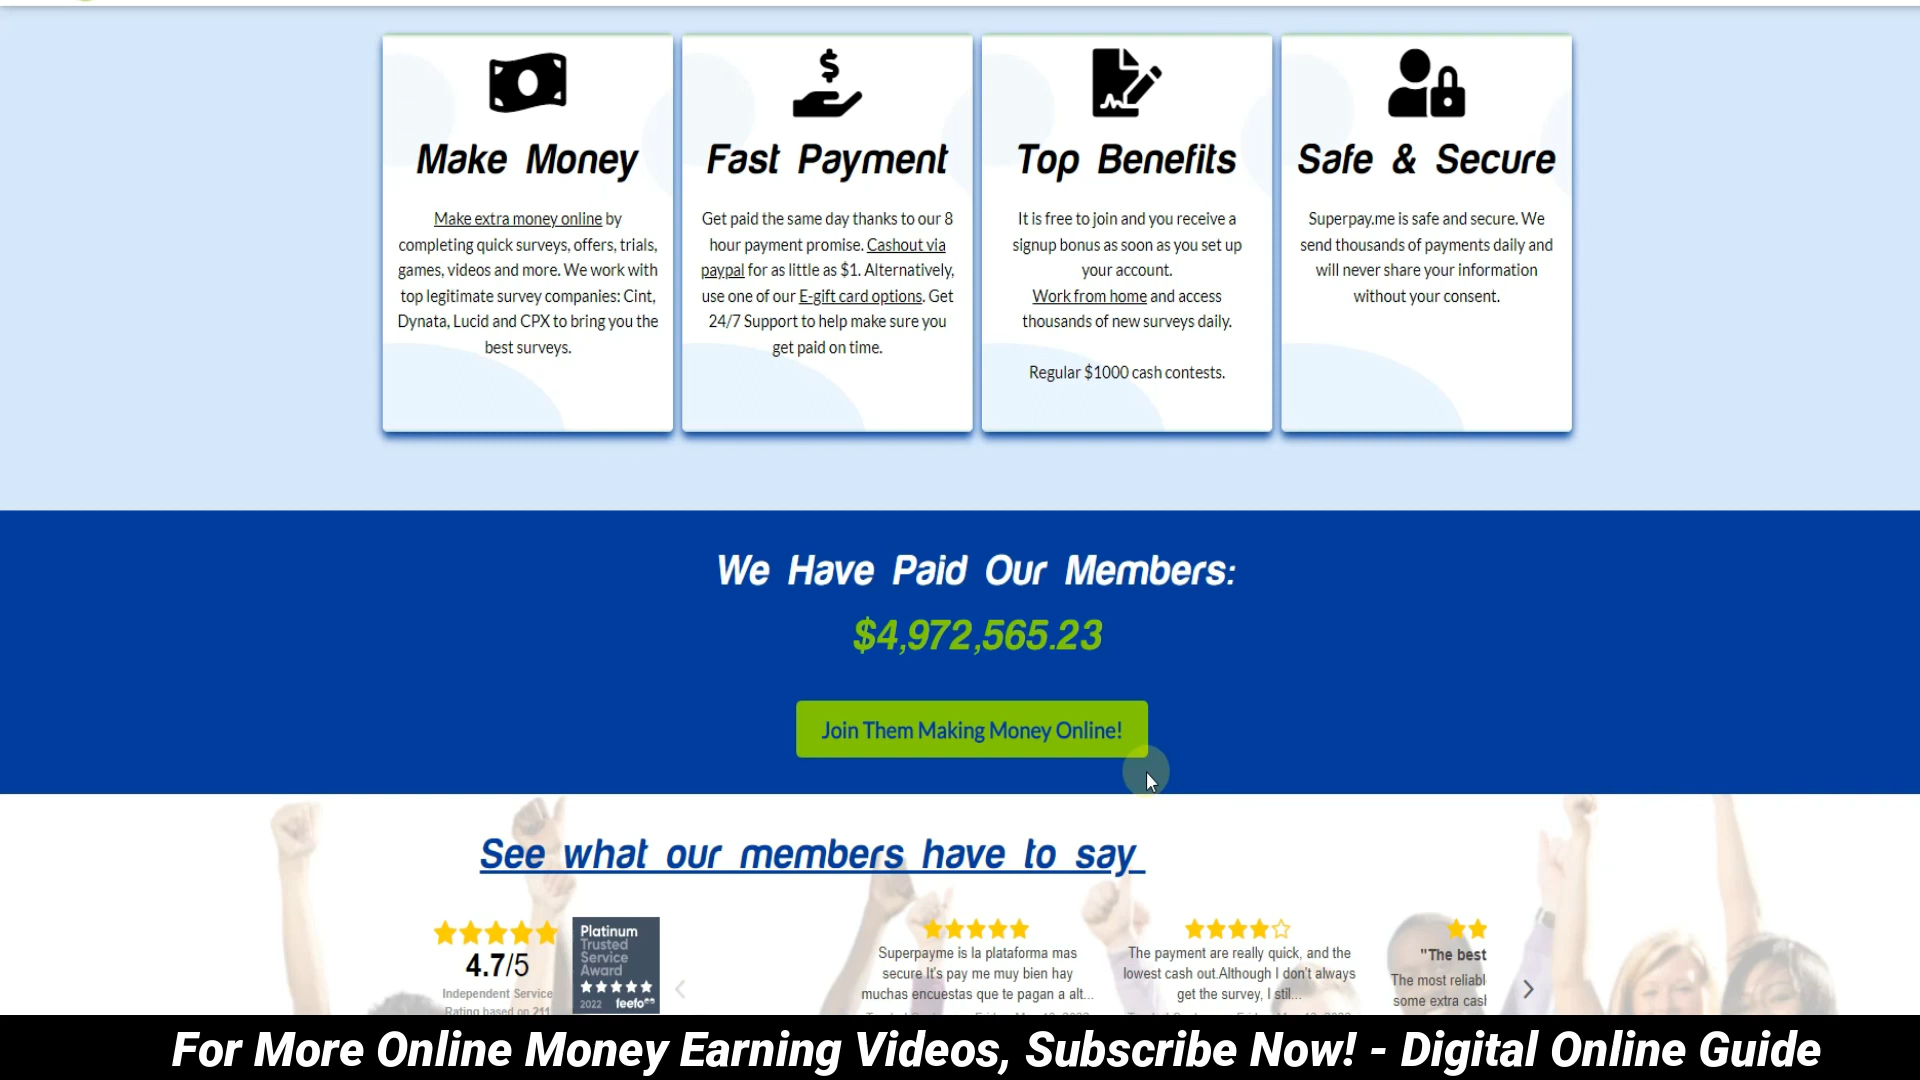 Make Money
Make extra money online by
completing quick surveys, offers, trials,
games, videos and more. We work with
top legitimate survey companies: Cint,
Dynata, Lucid and CPX to bring you the
best surveys.
Fast Payment
Get paid the same day thanks to our 8
hour payment promise. Cashout via
paypal for as little as $1. Alternatively,
use one of our E-gift card options. Get
24/7 Support to help make sure you
get paid on time.
Top Benefits
It is free to join and you receive a
signup bonus as soon as you set up
your account.
Work from home and access
thousands of new surveys daily.
Regular $1000 cash contests.
Safe & Secure
Superpay.me is safe and secure. We
send thousands of payments daily and
will never share your information
without your consent.
We Have Paid Our Members:
$4,972,565.23
Join Them Making Money Online!
See what our members have to say
4.7/5
Independent Service
Rating based on 211
Platinum
Trusted
Service
Award
2022 feefo
Superpayme is la plataforma mas
secure It's pay me muy bien hay
muchas encuestas que te pagan a alt...
The payment are really quick, and the
lowest cash out.Although I don't always
get the survey, I stil...
"The best
The most reliabl
some extra casl
For More Online Money Earning Videos, Subscribe Now! - Digital Online Guide